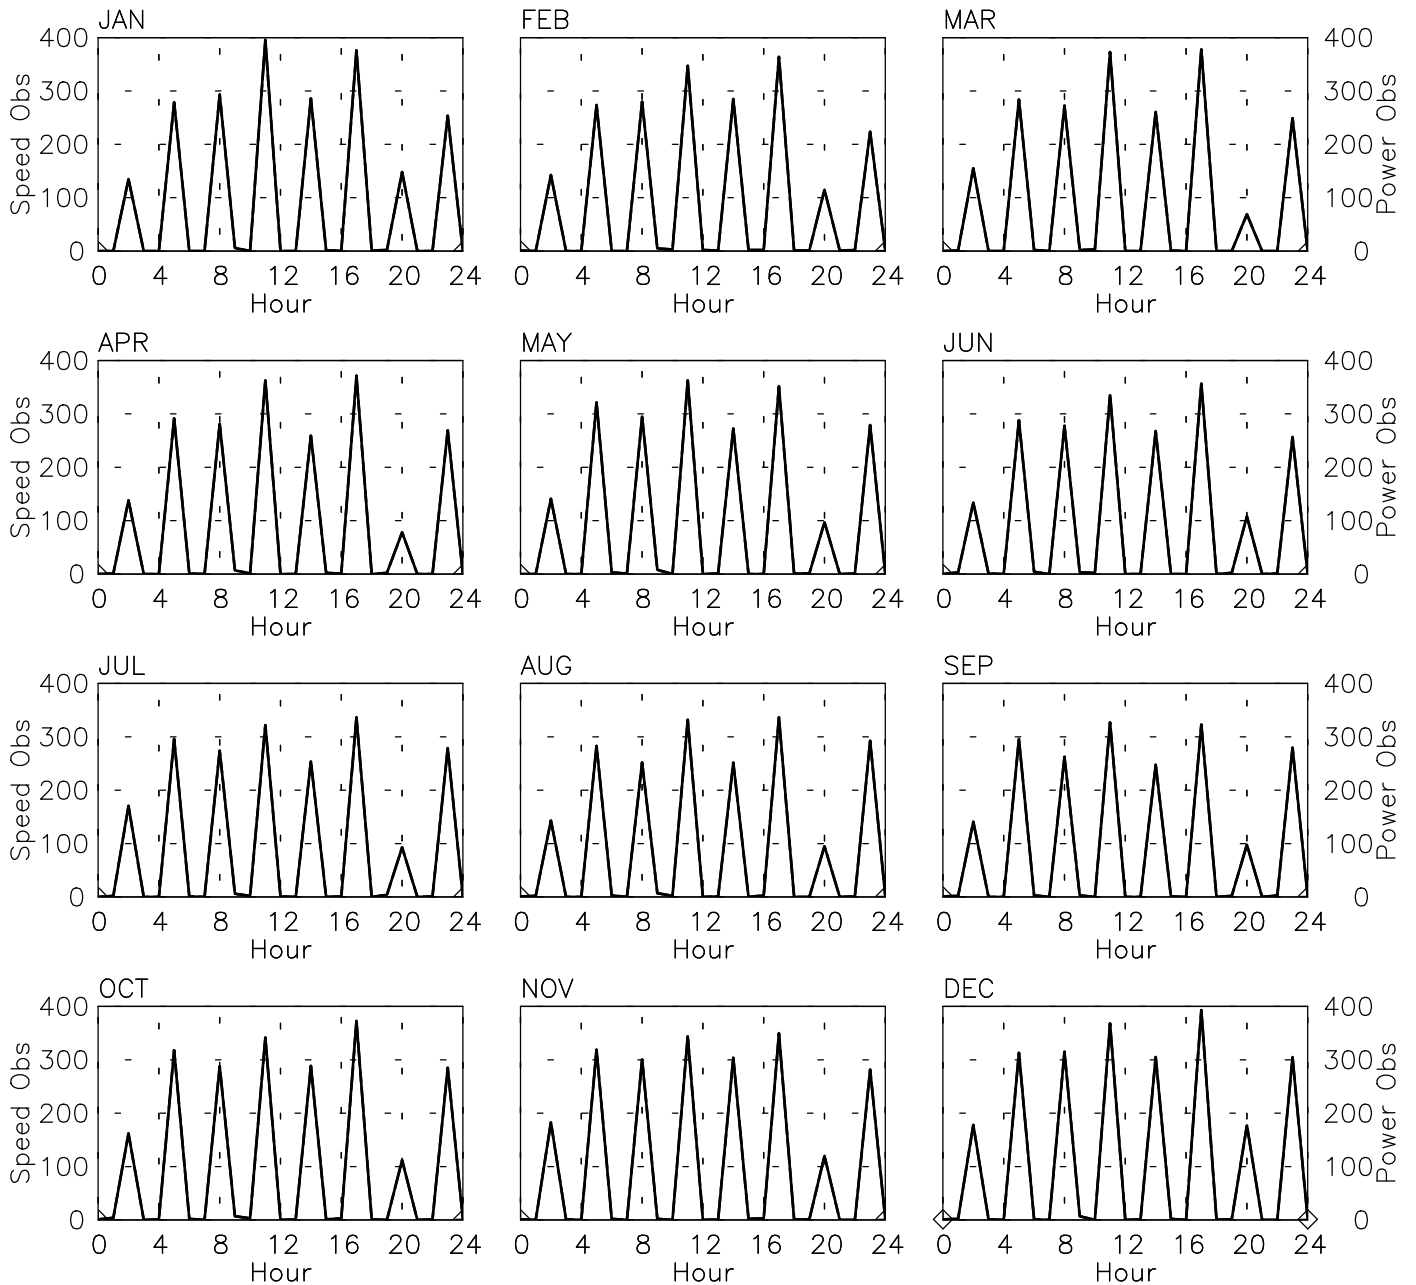 JAN FEB MAR
400 400
300 300
200 200
100 100
0 0
Speed Obs Power Obs
0 4 8 12 16 20 24 0 4 8 12 16 20 24 0 4 8 12 16 20 24
Hour Hour Hour
APR MAY JUN
400 400
300 300
200 200
100 100
0 0
Speed Obs Power Obs
0 4 8 12 16 20 24 0 4 8 12 16 20 24 0 4 8 12 16 20 24
Hour Hour Hour
JUL AUG SEP
400 400
300 300
200 200
100 100
0 0
Speed Obs Power Obs
0 4 8 12 16 20 24 0 4 8 12 16 20 24 0 4 8 12 16 20 24
Hour Hour Hour
OCT NOV DEC
400 400
300 300
200 200
100 100
0 0
Speed Obs Power Obs
0 4 8 12 16 20 24 0 4 8 12 16 20 24 0 4 8 12 16 20 24
Hour Hour Hour